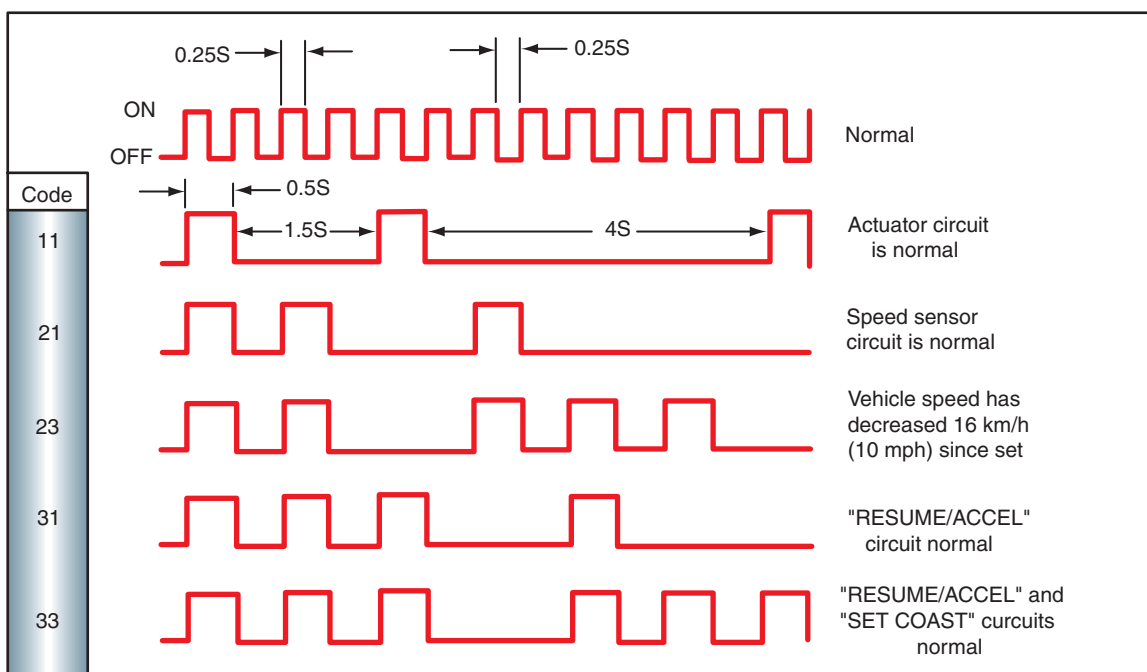 0.25S
0.25S
ON
OFF
Normal
Code
0.5S
11
1.5S
4S
Actuator circuit
is normal
21
Speed sensor
circuit is normal
23
Vehicle speed has
decreased 16 km/h
(10 mph) since set
31
"RESUME/ACCEL"
circuit normal
33
"RESUME/ACCEL" and
"SET COAST" curcuits
normal